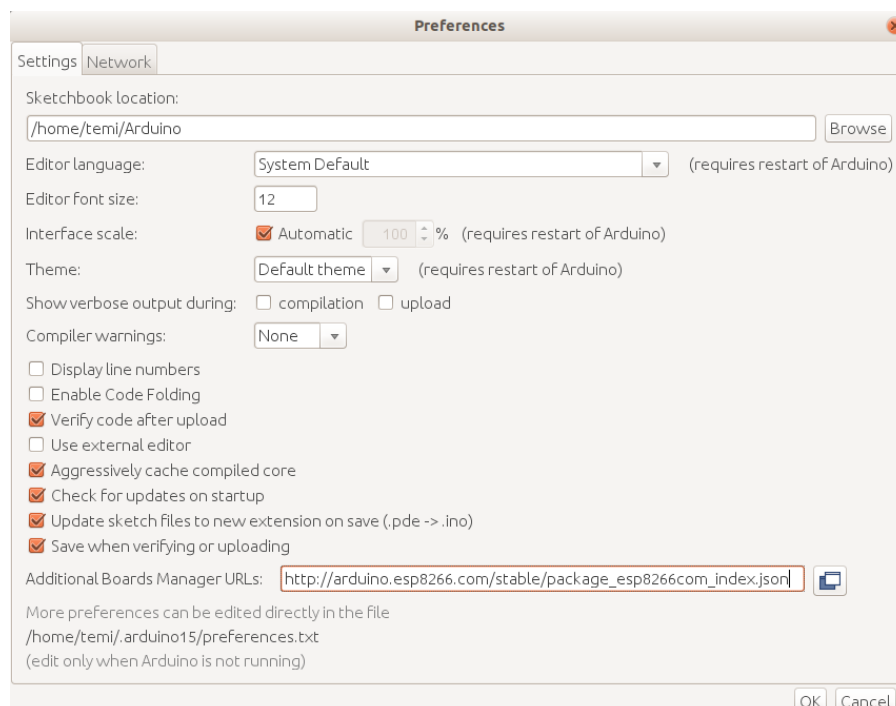 Preferences
Settings Network
Sketchbook location:
/home/temi/Arduino Browse
Editor language: System Default (requires restart of Arduino)
Editor font size: 12
Interface scale: Automatic 100 % (requires restart of Arduino)
Theme: Default theme (requires restart of Arduino)
Show verbose output during: compilation upload
Compiler warnings: None
Display line numbers
Enable Code Folding
Verify code after upload
Use external editor
Aggressively cache compiled core
Check for updates on startup
Update sketch files to new extension on save (.pde -> .ino)
Save when verifying or uploading
Additional Boards Manager URLs: http://arduino.esp8266.com/stable/package_esp8266com_index.json
More preferences can be edited directly in the file
/home/temi/.arduino15/preferences.txt
(edit only when Arduino is not running)
OK Cancel